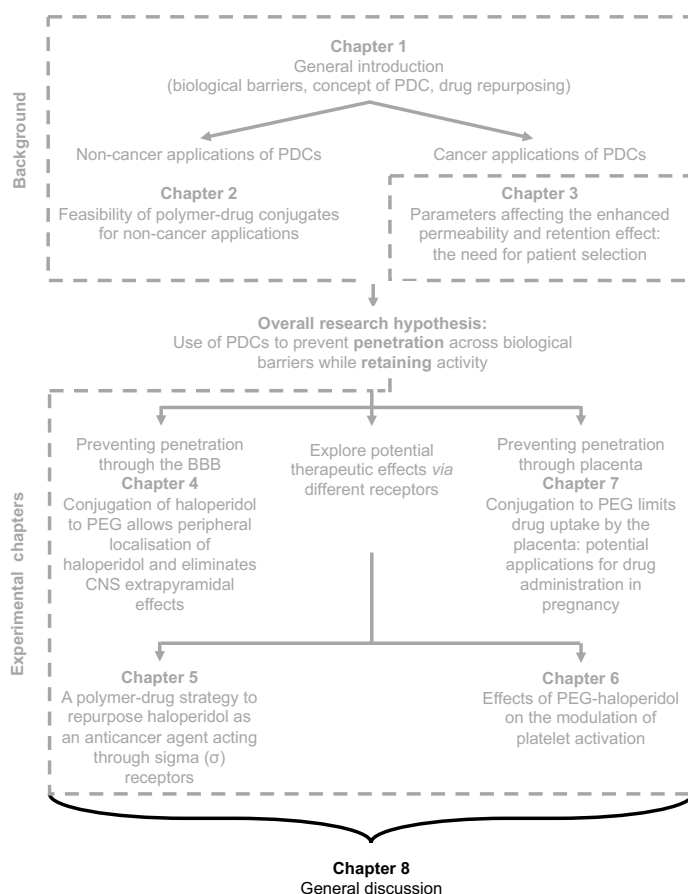 Background
Chapter 1
General introduction
(biological barriers, concept of PDC, drug repurposing)
Non-cancer applications of PDCs
Cancer applications of PDCs
Chapter 2
Feasibility of polymer-drug conjugates
for non-cancer applications
Chapter 3
Parameters affecting the enhanced
permeability and retention effect:
the need for patient selection
Overall research hypothesis:
Use of PDCs to prevent penetration across biological
barriers while retaining activity
Experimental chapters
Preventing penetration
through the BBB
Chapter 4
Conjugation of haloperidol
to PEG allows peripheral
localisation of
haloperidol and eliminates
CNS extrapyramidal
effects
Explore potential
therapeutic effects via
different receptors
Preventing penetration
through placenta
Chapter 7
Conjugation to PEG limits
drug uptake by the
placenta: potential
applications for drug
administration in
pregnancy
Chapter 5
A polymer-drug strategy to
repurpose haloperidol as
an anticancer agent acting
through sigma (σ)
receptors
Chapter 6
Effects of PEG-haloperidol
on the modulation of
platelet activation
Chapter 8
General discussion